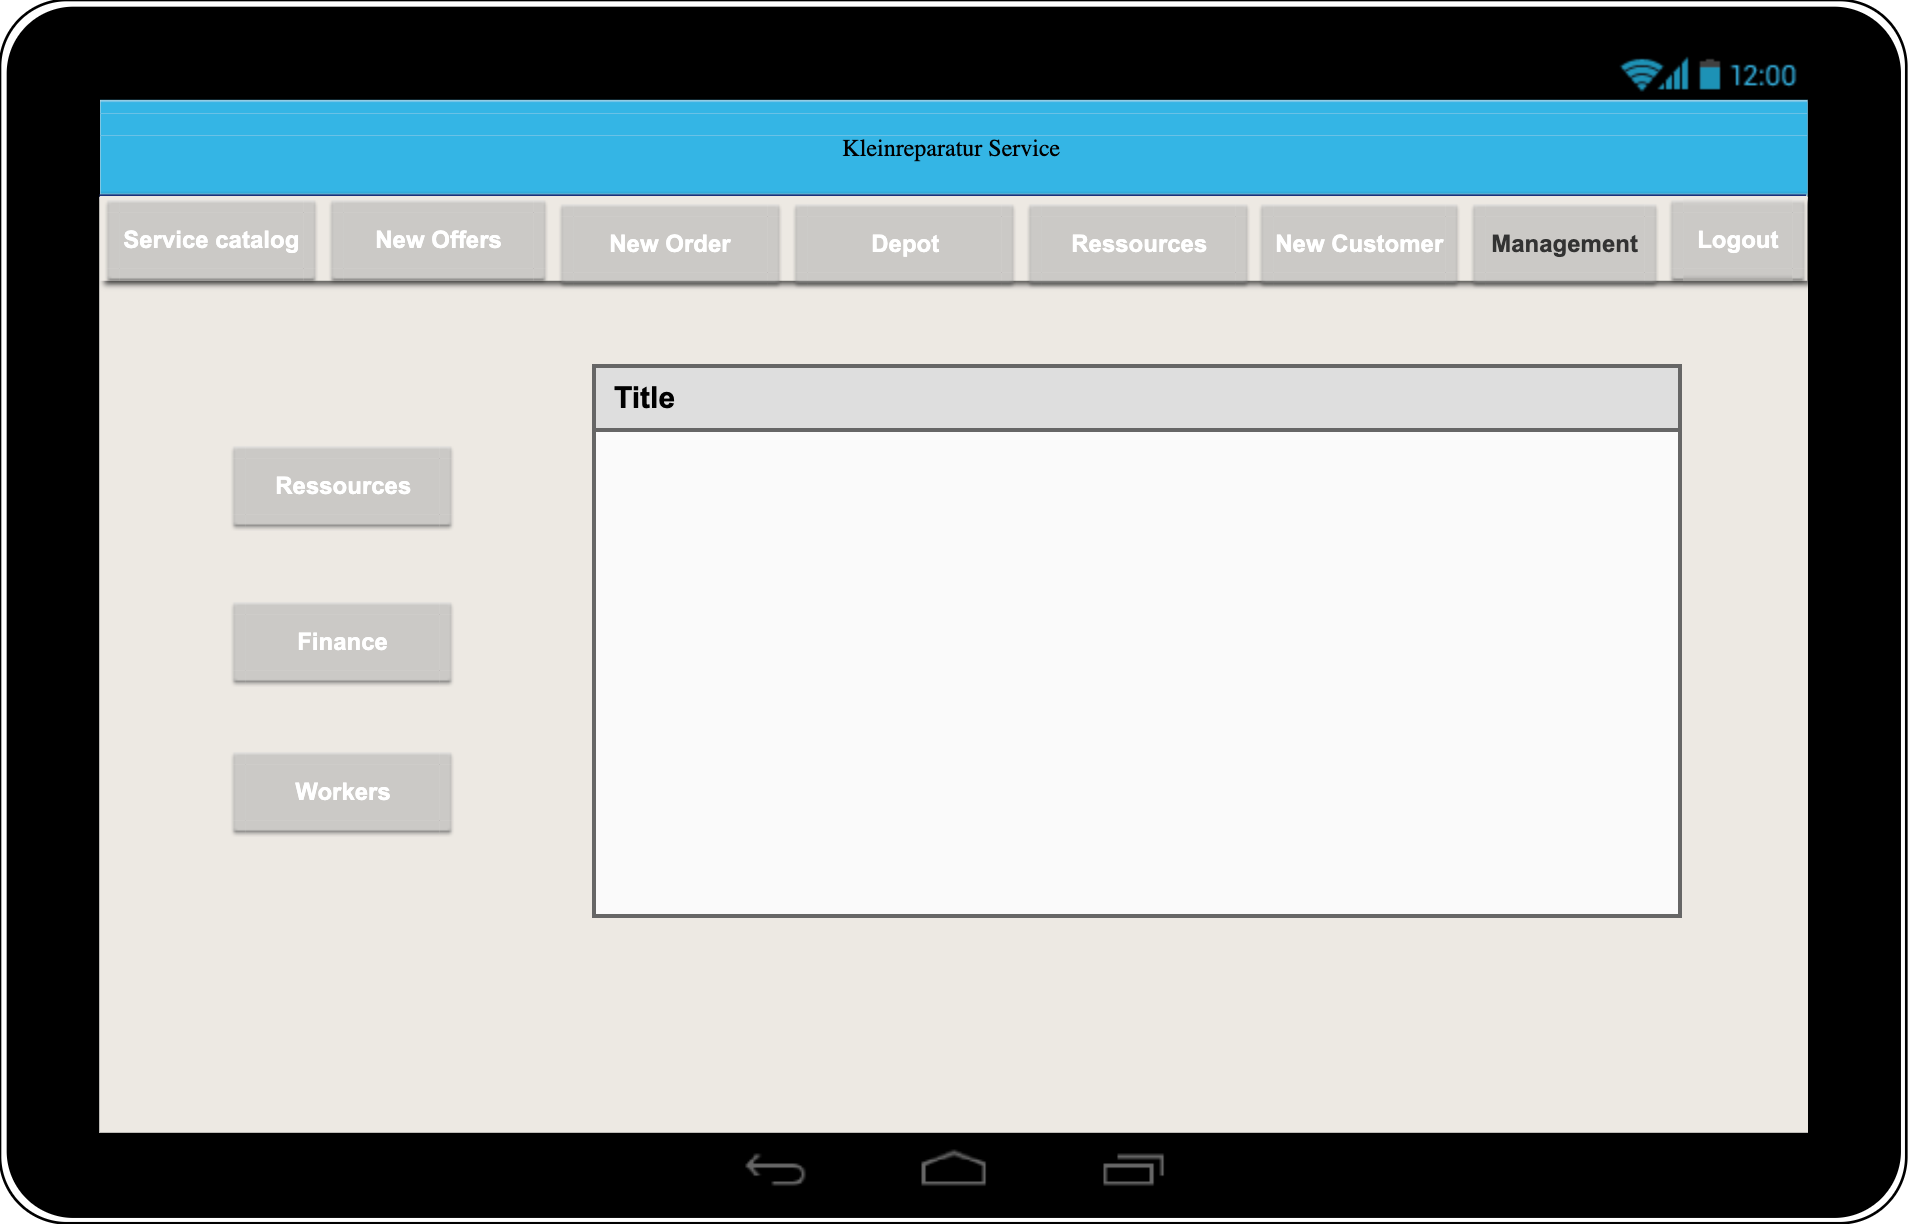 12:00
Kleinreparatur Service
Service catalog
New Offers
New Order
Depot
Ressources
New Customer
Management
Logout
Title
Ressources
Finance
Workers